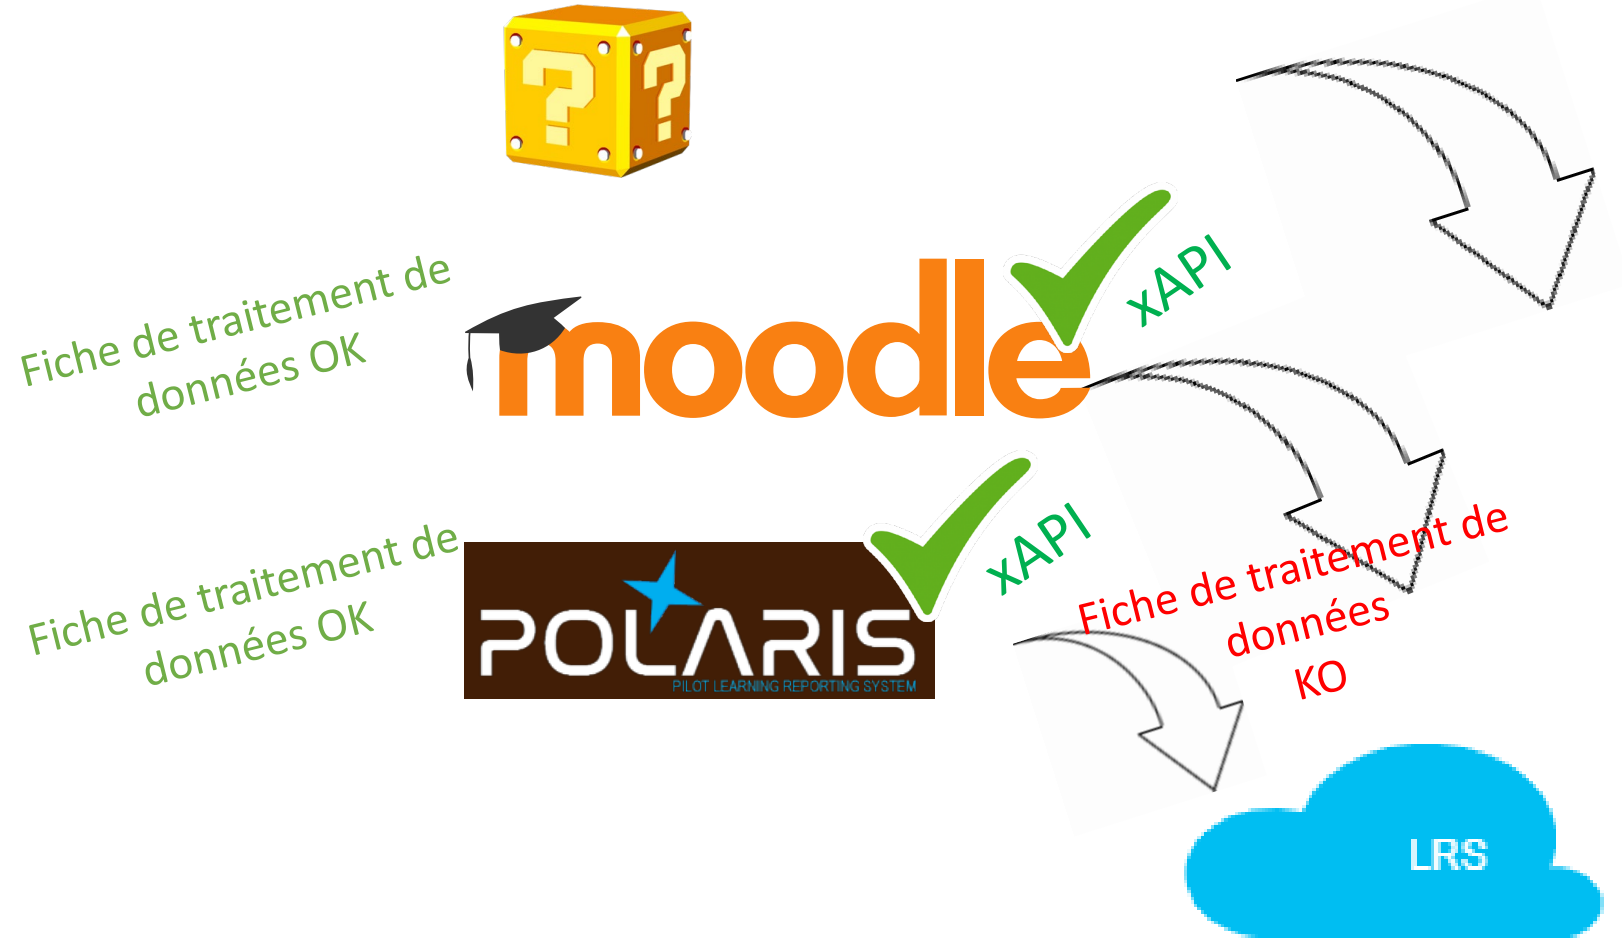 ? ?
xAPI
Fiche de traitement de
données OK
moodle
xAPI
Fiche de traitement de
données OK
POLARIS
PILOT LEARNING REPORTING SYSTEM
Fiche de traitement de
données
KO
LRS